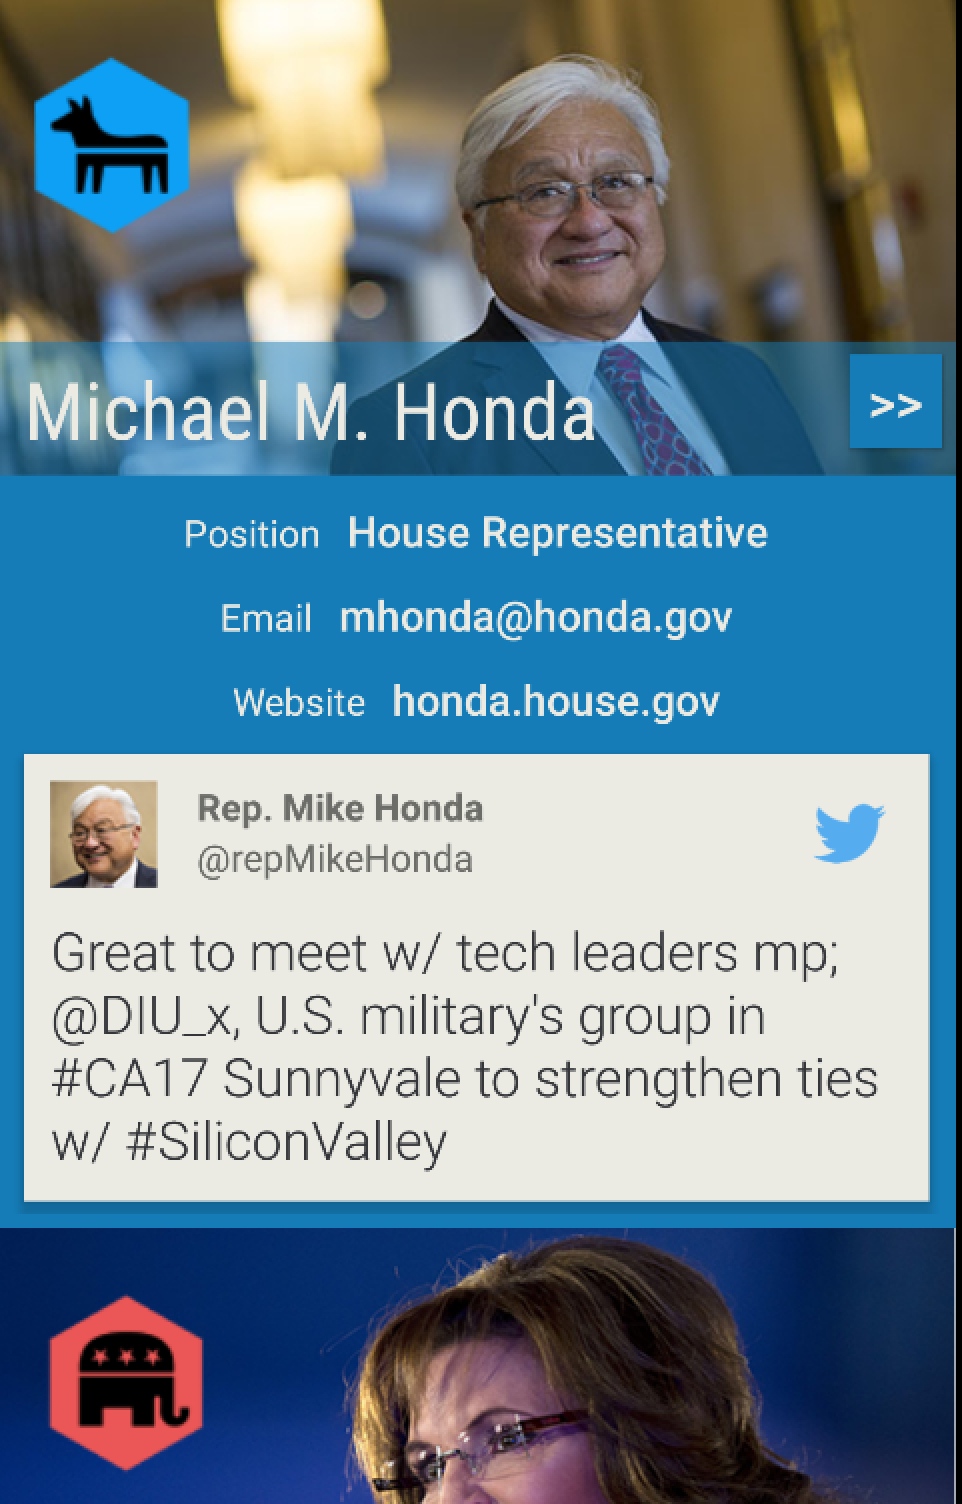 Michael M. Honda
>>
Position House Representative
Email mhonda@honda.gov
Website honda.house.gov
Rep. Mike Honda
@repMikeHonda
Great to meet w/ tech leaders mp;
@DIU_x, U.S. military's group in
#CA17 Sunnyvale to strengthen ties
w/ #SiliconValley